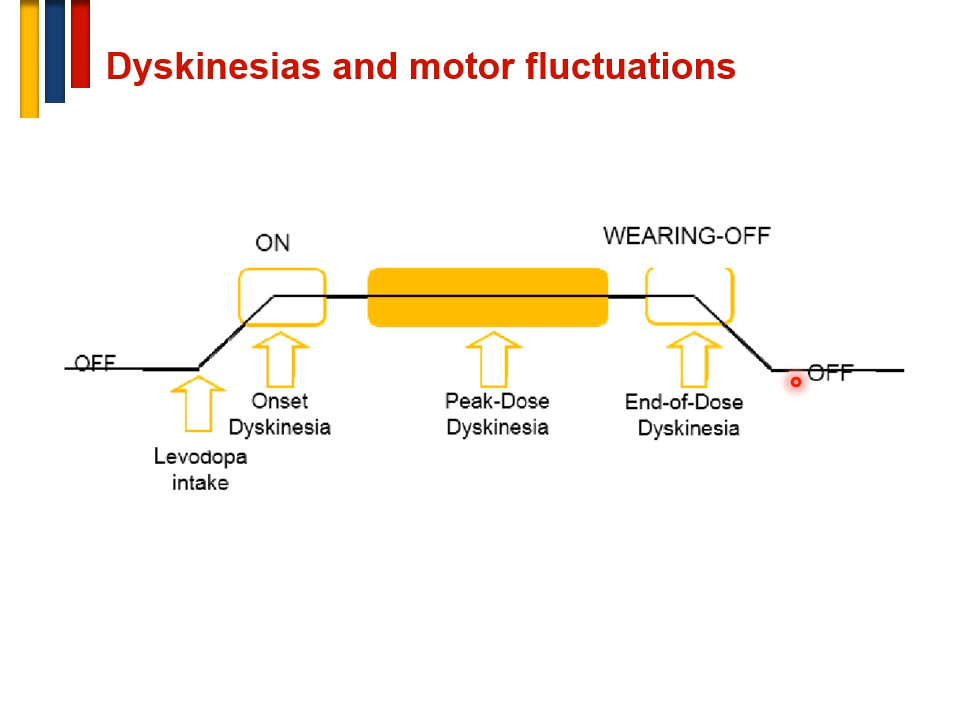 Dyskinesias and motor fluctuations
ON
WEARING-OFF
OFF
OFF
Onset
Dyskinesia
Peak-Dose
Dyskinesia
End-of-Dose
Dyskinesia
Levodopa
intake